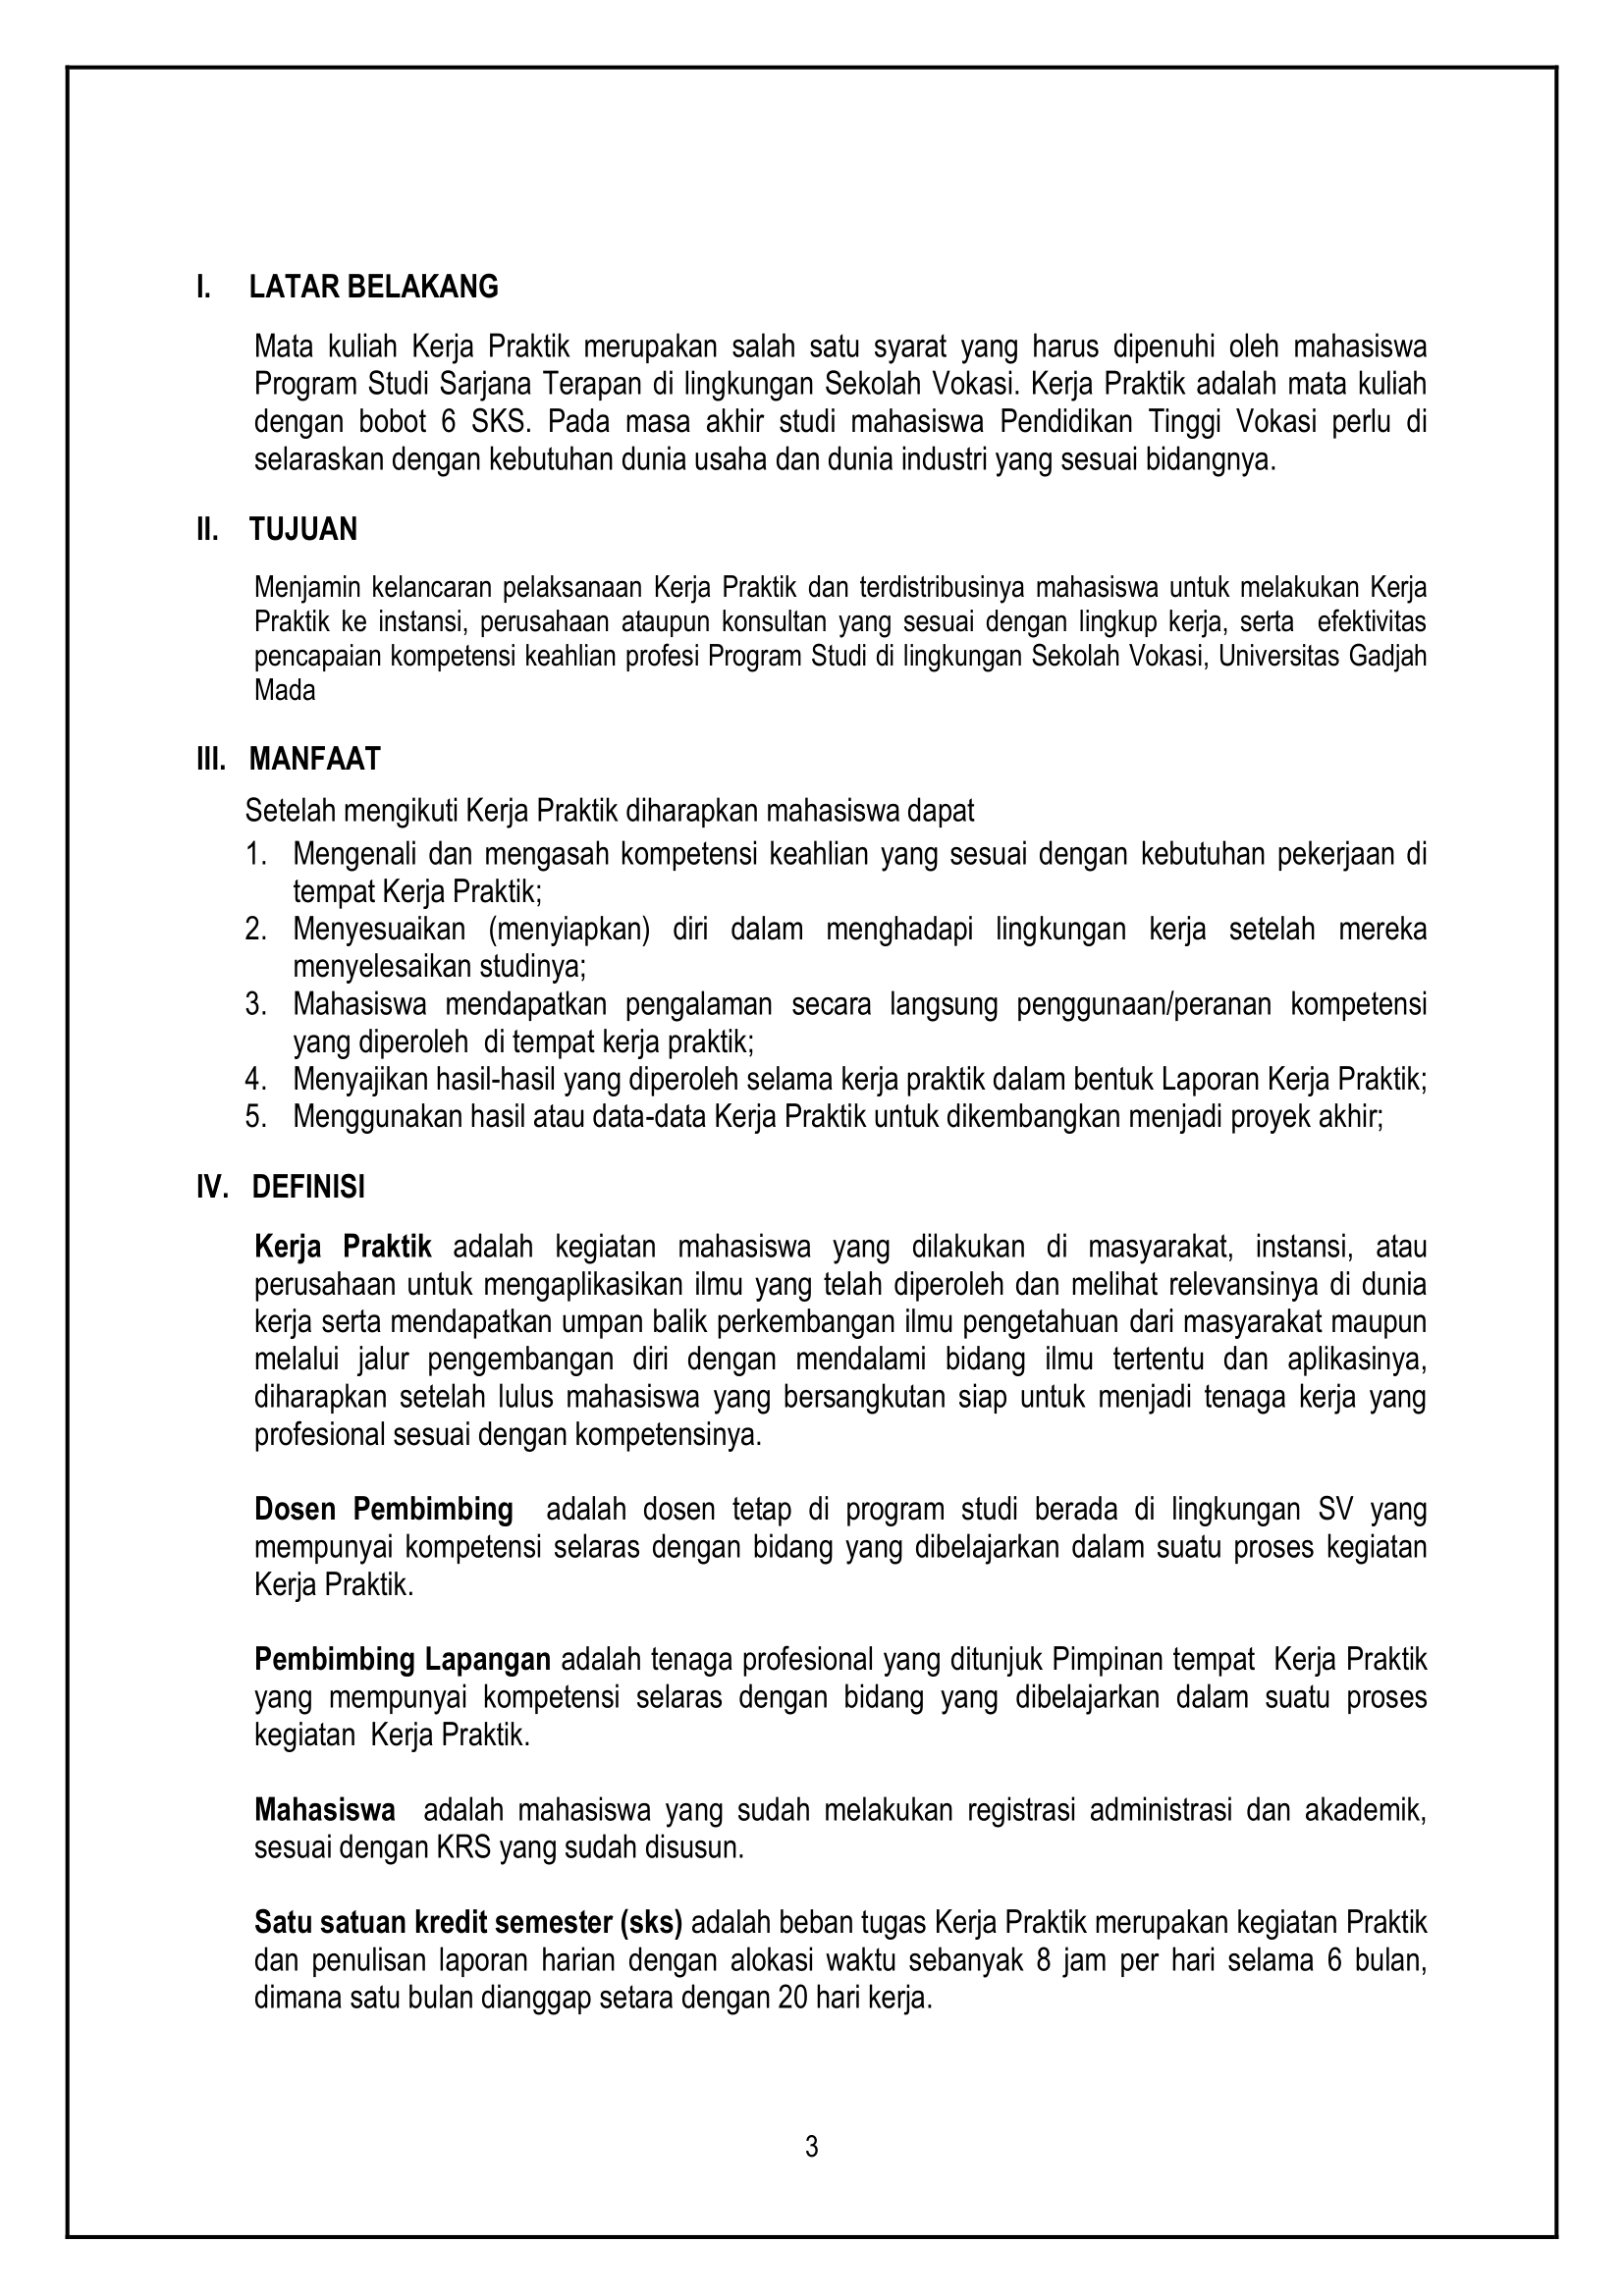 I. LATAR BELAKANG
Mata kuliah Kerja Praktik merupakan salah satu syarat yang harus dipenuhi oleh mahasiswa
Program Studi Sarjana Terapan di lingkungan Sekolah Vokasi. Kerja Praktik adalah mata kuliah
dengan bobot 6 SKS. Pada masa akhir studi mahasiswa Pendidikan Tinggi Vokasi perlu di
selaraskan dengan kebutuhan dunia usaha dan dunia industri yang sesuai bidangnya.
II. TUJUAN
Menjamin kelancaran pelaksanaan Kerja Praktik dan terdistribusinya mahasiswa untuk melakukan Kerja
Praktik ke instansi, perusahaan ataupun konsultan yang sesuai dengan lingkup kerja, serta efektivitas
pencapaian kompetensi keahlian profesi Program Studi di lingkungan Sekolah Vokasi, Universitas Gadjah
Mada
III. MANFAAT
Setelah mengikuti Kerja Praktik diharapkan mahasiswa dapat
1. Mengenali dan mengasah kompetensi keahlian yang sesuai dengan kebutuhan pekerjaan di
tempat Kerja Praktik;
2. Menyesuaikan (menyiapkan) diri dalam menghadapi lingkungan kerja setelah mereka
menyelesaikan studinya;
3. Mahasiswa mendapatkan pengalaman secara langsung penggunaan/peranan kompetensi
yang diperoleh di tempat kerja praktik;
4. Menyajikan hasil-hasil yang diperoleh selama kerja praktik dalam bentuk Laporan Kerja Praktik;
5. Menggunakan hasil atau data-data Kerja Praktik untuk dikembangkan menjadi proyek akhir;
IV. DEFINISI
Kerja Praktik adalah kegiatan mahasiswa yang dilakukan di masyarakat, instansi, atau
perusahaan untuk mengaplikasikan ilmu yang telah diperoleh dan melihat relevansinya di dunia
kerja serta mendapatkan umpan balik perkembangan ilmu pengetahuan dari masyarakat maupun
melalui jalur pengembangan diri dengan mendalami bidang ilmu tertentu dan aplikasinya,
diharapkan setelah lulus mahasiswa yang bersangkutan siap untuk menjadi tenaga kerja yang
profesional sesuai dengan kompetensinya.
Dosen Pembimbing adalah dosen tetap di program studi berada di lingkungan SV yang
mempunyai kompetensi selaras dengan bidang yang dibelajarkan dalam suatu proses kegiatan
Kerja Praktik.
Pembimbing Lapangan adalah tenaga profesional yang ditunjuk Pimpinan tempat Kerja Praktik
yang mempunyai kompetensi selaras dengan bidang yang dibelajarkan dalam suatu proses
kegiatan Kerja Praktik.
Mahasiswa adalah mahasiswa yang sudah melakukan registrasi administrasi dan akademik,
sesuai dengan KRS yang sudah disusun.
Satu satuan kredit semester (sks) adalah beban tugas Kerja Praktik merupakan kegiatan Praktik
dan penulisan laporan harian dengan alokasi waktu sebanyak 8 jam per hari selama 6 bulan,
dimana satu bulan dianggap setara dengan 20 hari kerja.
3